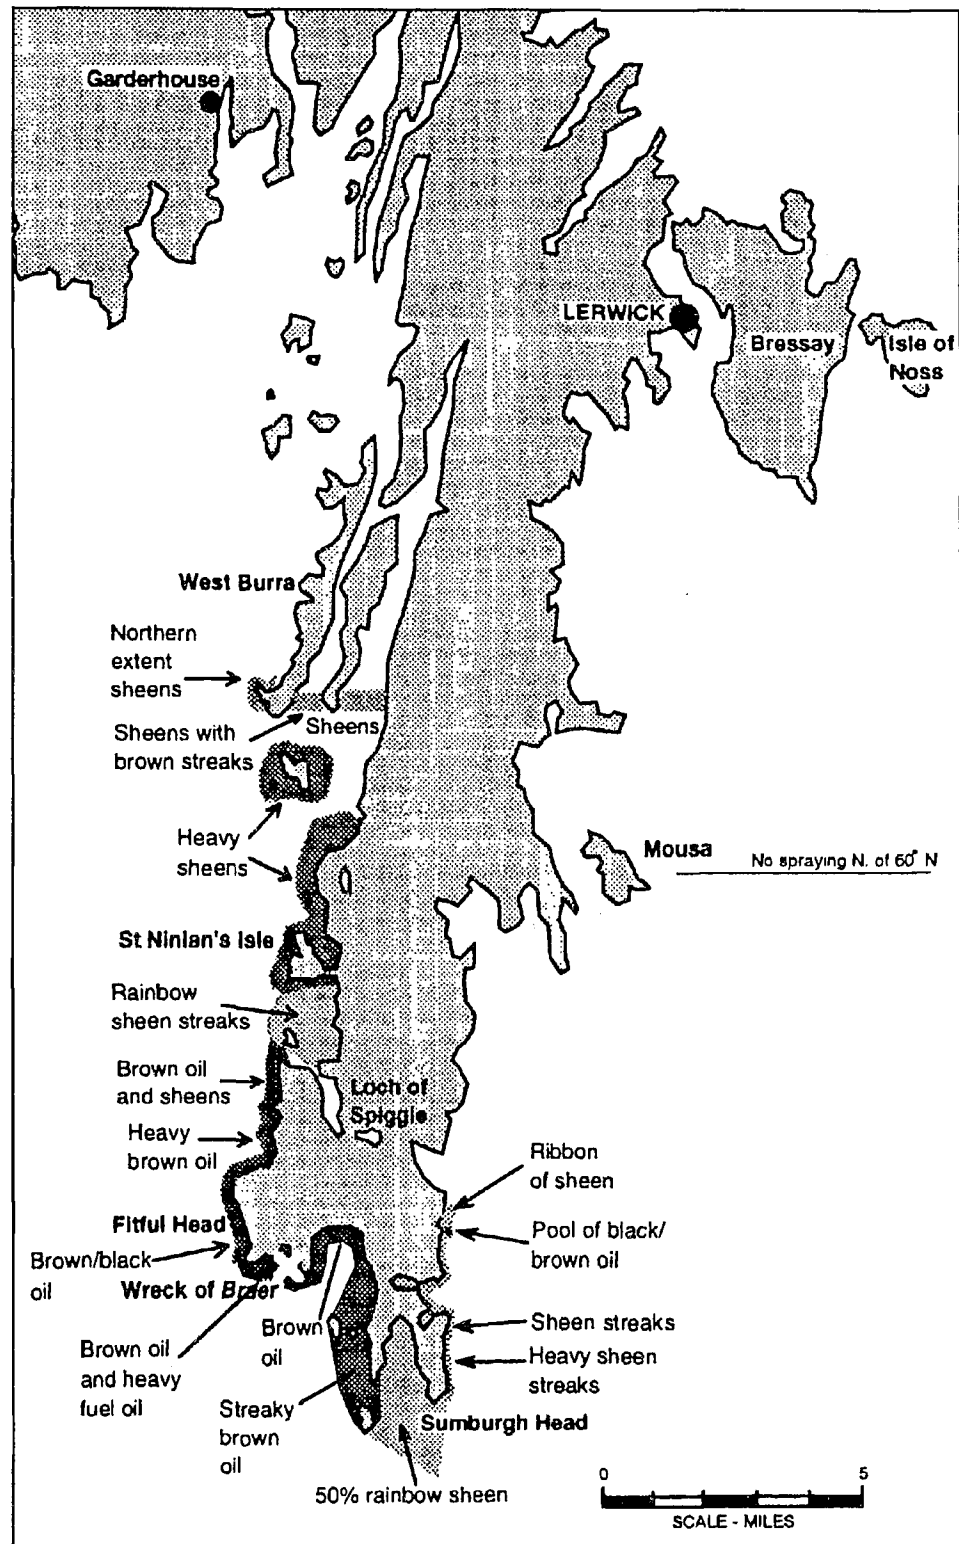 Garderhouse
LERWICK
Bressay
Isle of
Noss
West Burra
Northern
extent
sheens
Sheens
Sheens with
brown streaks
Heavy
sheens
Mousa
No spraying N. of 60° N
St Ninian's Isle
Rainbow
sheen streaks
Brown oil
and sheens
Loch of
Spiggie
Heavy
brown oil
Ribbon
of sheen
Fitful Head
Pool of black/
brown oil
Brown/black
oil
Wreck of Braer
Brown
oil
Sheen streaks
Brown oil
and heavy
fuel oil
Heavy sheen
streaks
Streaky
brown
oil
Sumburgh Head
50% rainbow sheen
0 5
SCALE - MILES